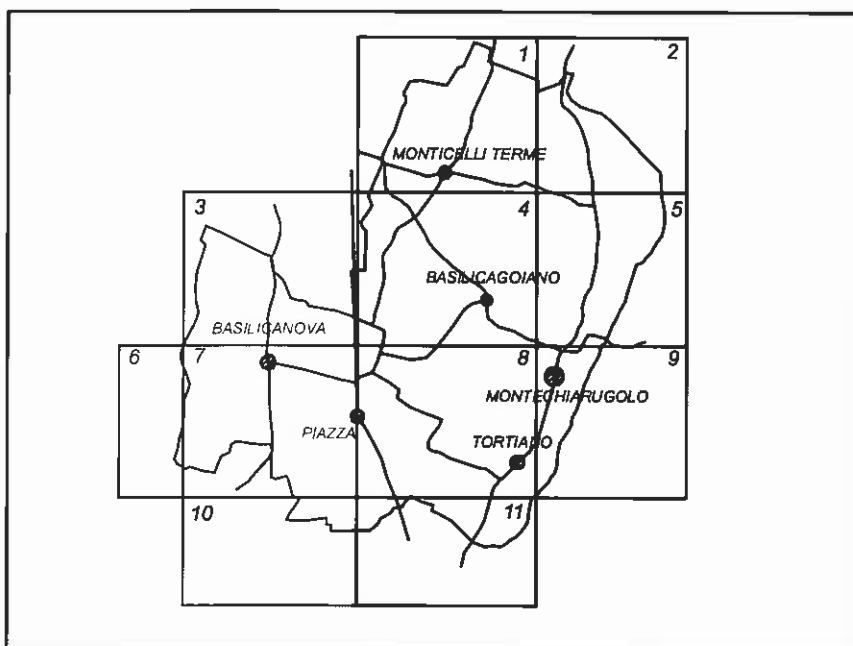 1
2
MONTICELLI TERME
3
4
5
BASILICAGOIANO
BASILICANOVA
6
7
8
9
MONTECHIARUGOLO
PIAZZA
TORTIANO
10
11